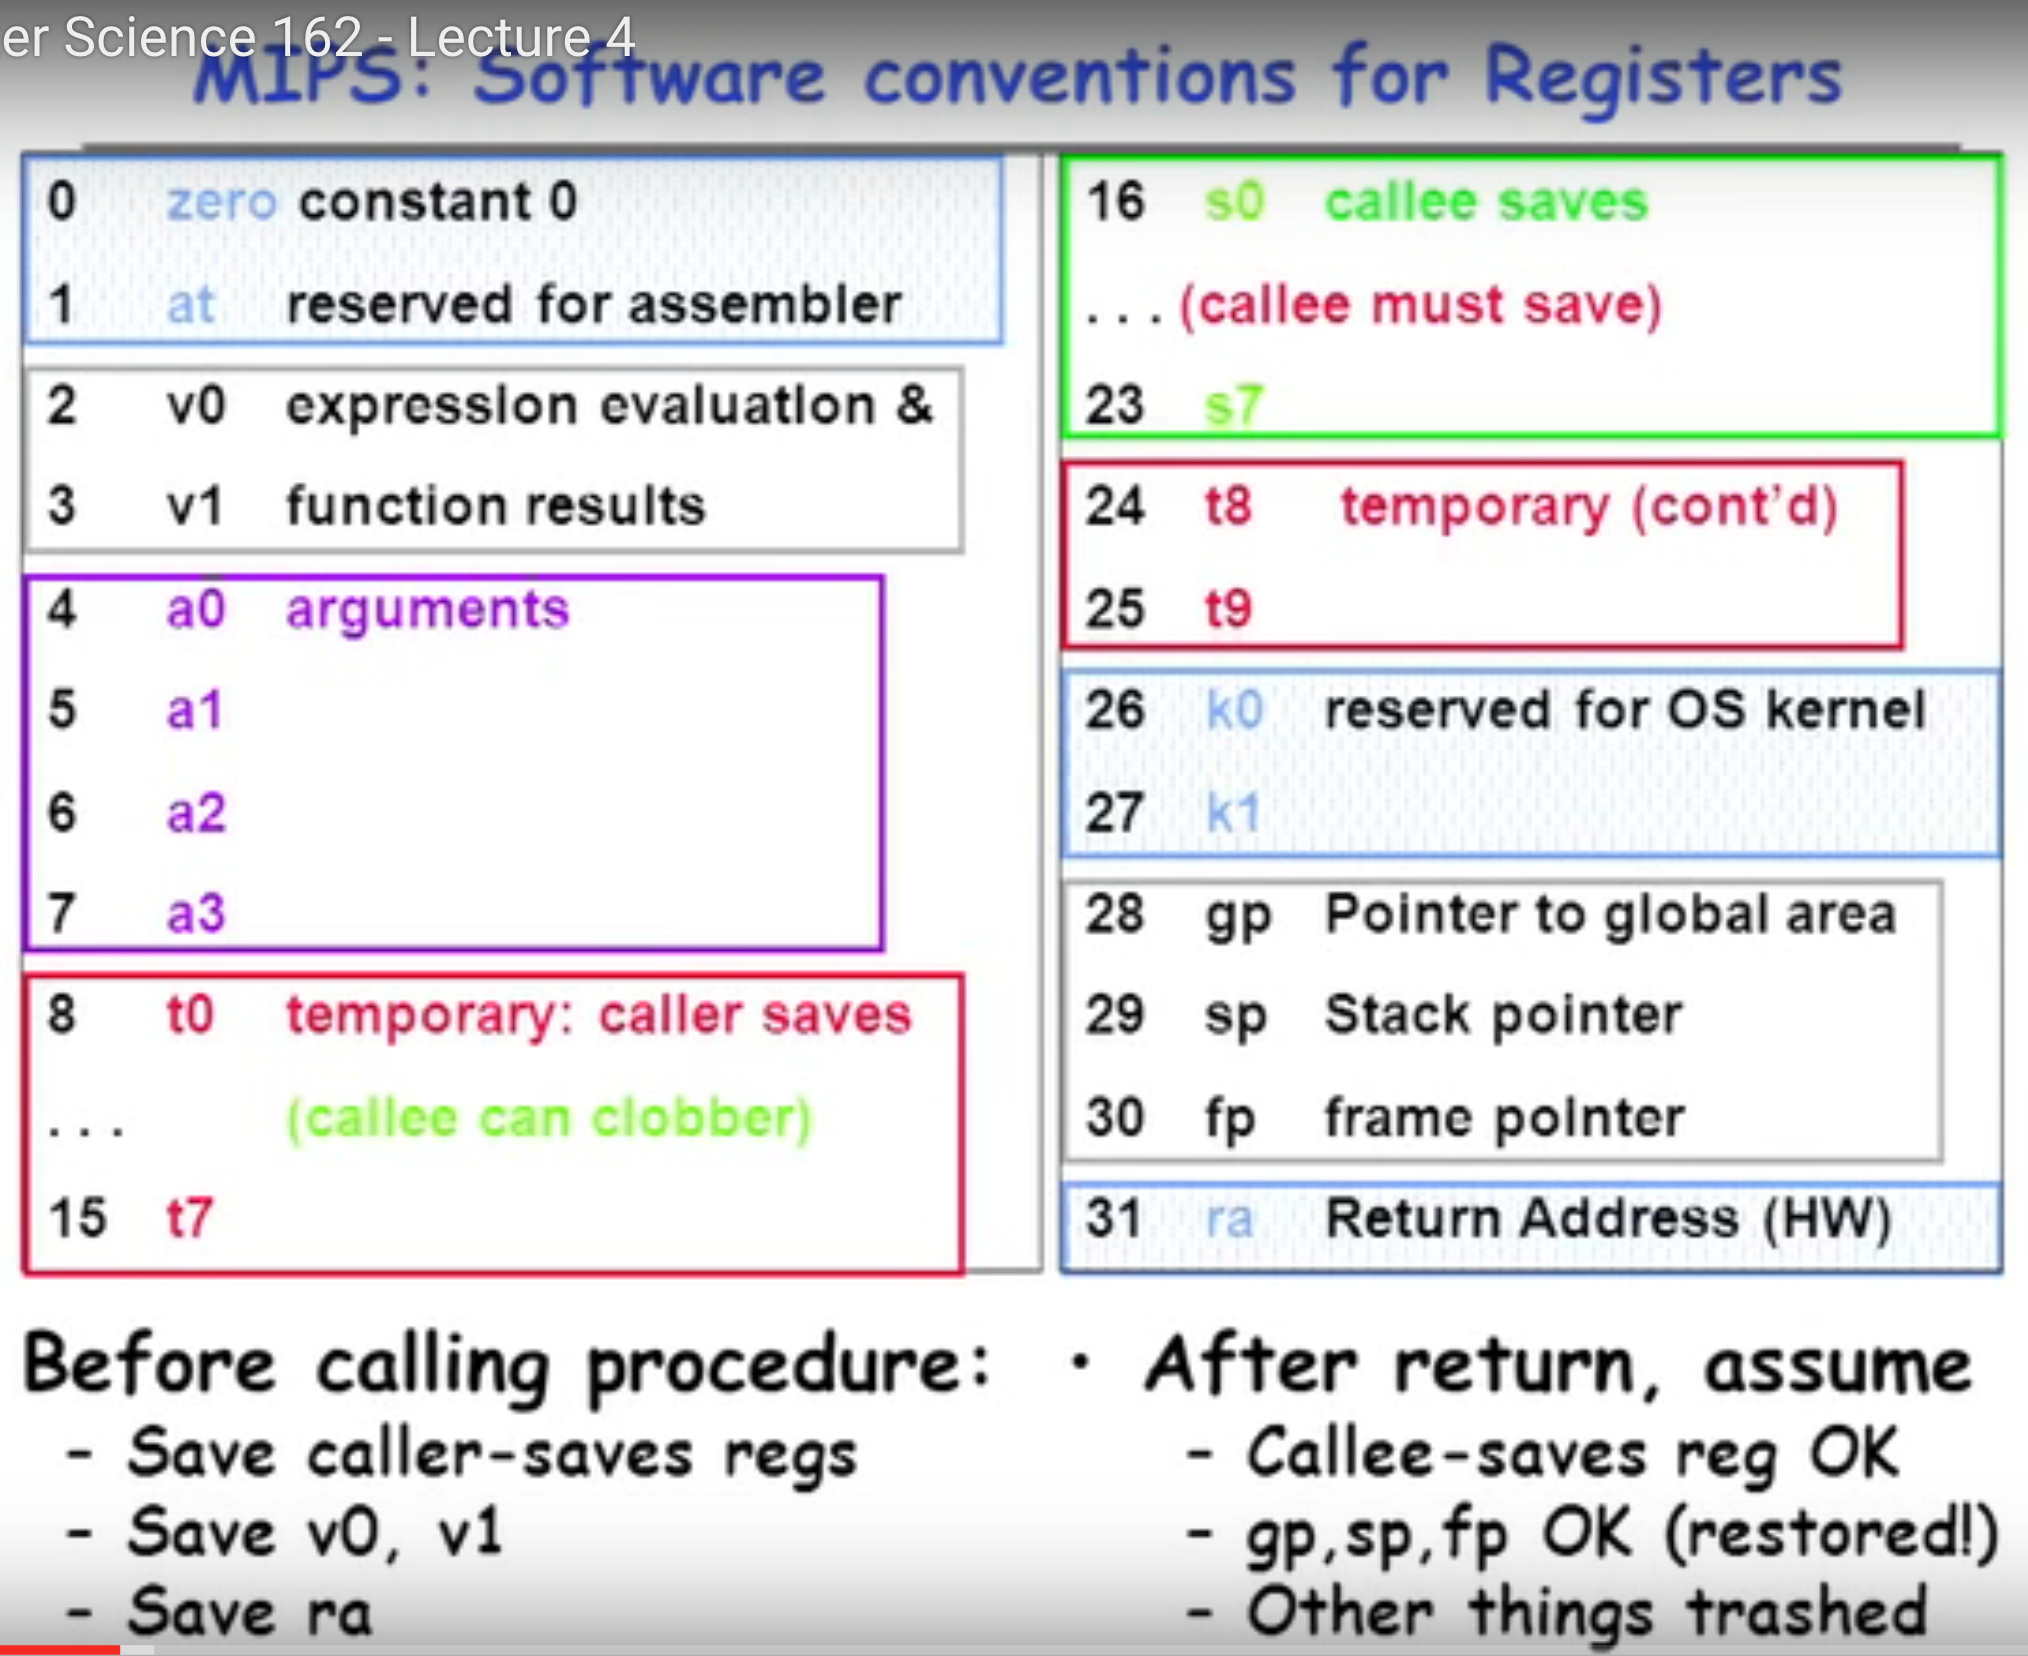 er Science 162 - Lecture 4
MIPS: Software conventions for Registers
0 zero constant 0
1 at reserved for assembler
2 v0 expression evaluation &
3 v1 function results
4 a0 arguments
5 a1
6 a2
7 a3
8 t0 temporary: caller saves
... (callee can clobber)
15 t7
16 s0 callee saves
... (callee must save)
23 s7
24 t8 temporary (cont'd)
25 t9
26 k0 reserved for OS kernel
27 k1
28 gp Pointer to global area
29 sp Stack pointer
30 fp frame pointer
31 ra Return Address (HW)
Before calling procedure:
- Save caller-saves regs
- Save v0, v1
- Save ra
• After return, assume
- Callee-saves reg OK
- gp,sp,fp OK (restored!)
- Other things trashed